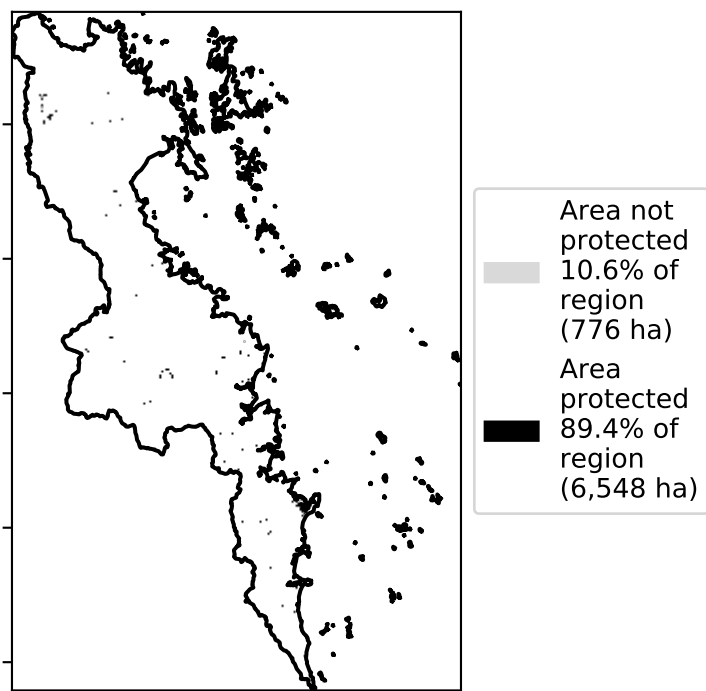 Area not
protected
10.6% of
region
(776 ha)
Area
protected
89.4% of
region
(6,548 ha)